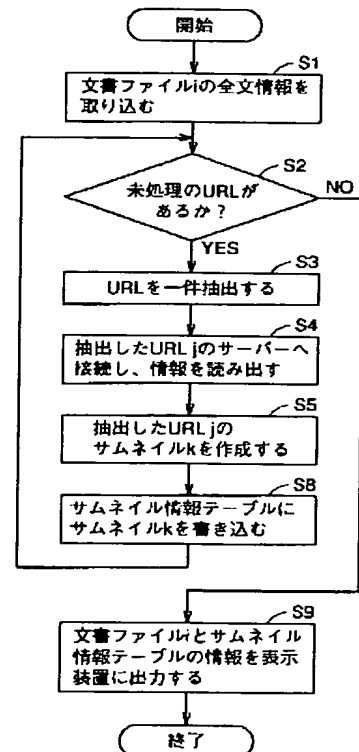 開始
S1
文書ファイルiの全文情報を
取り込む
S2
未処理のURLが
あるか？
NO
YES
S3
URLを一件抽出する
S4
抽出したURLjのサーバーへ
接続し、情報を読み出す
S5
抽出したURLjの
サムネイルkを作成する
S8
サムネイル情報テーブルに
サムネイルkを書き込む
S9
文書ファイルiとサムネイル
情報テーブルの情報を表示
装置に出力する
終了